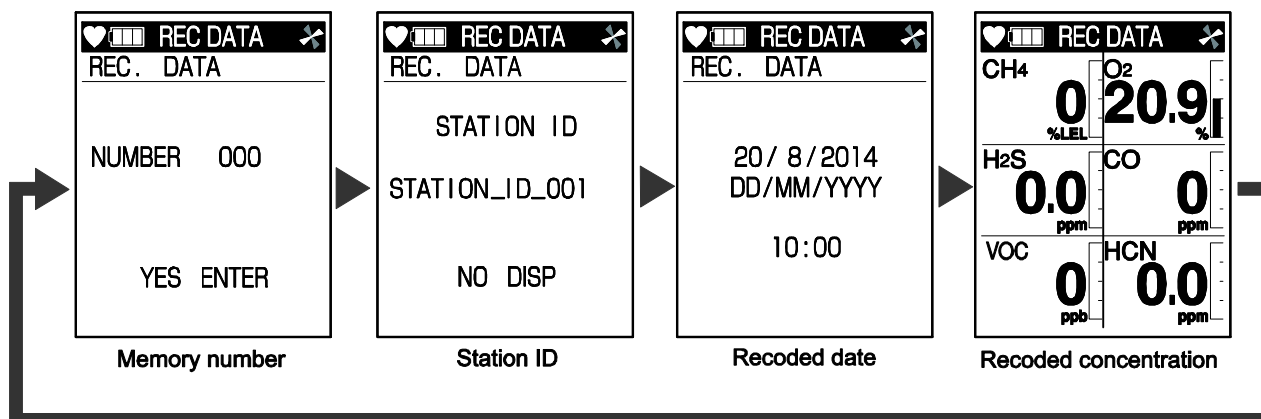 REC DATA
REC. DATA
NUMBER 000
YES ENTER
Memory number
REC DATA
REC. DATA
STATION ID
STATION_ID_001
NO DISP
Station ID
REC DATA
REC. DATA
20/ 8/2014
DD/MM/YYYY
10:00
Recoded date
REC DATA
CH4
0
%LEL
O2
20.9
%
H2S
0.0
ppm
CO
0
ppm
VOC
0
ppb
HCN
0.0
ppm
Recoded concentration